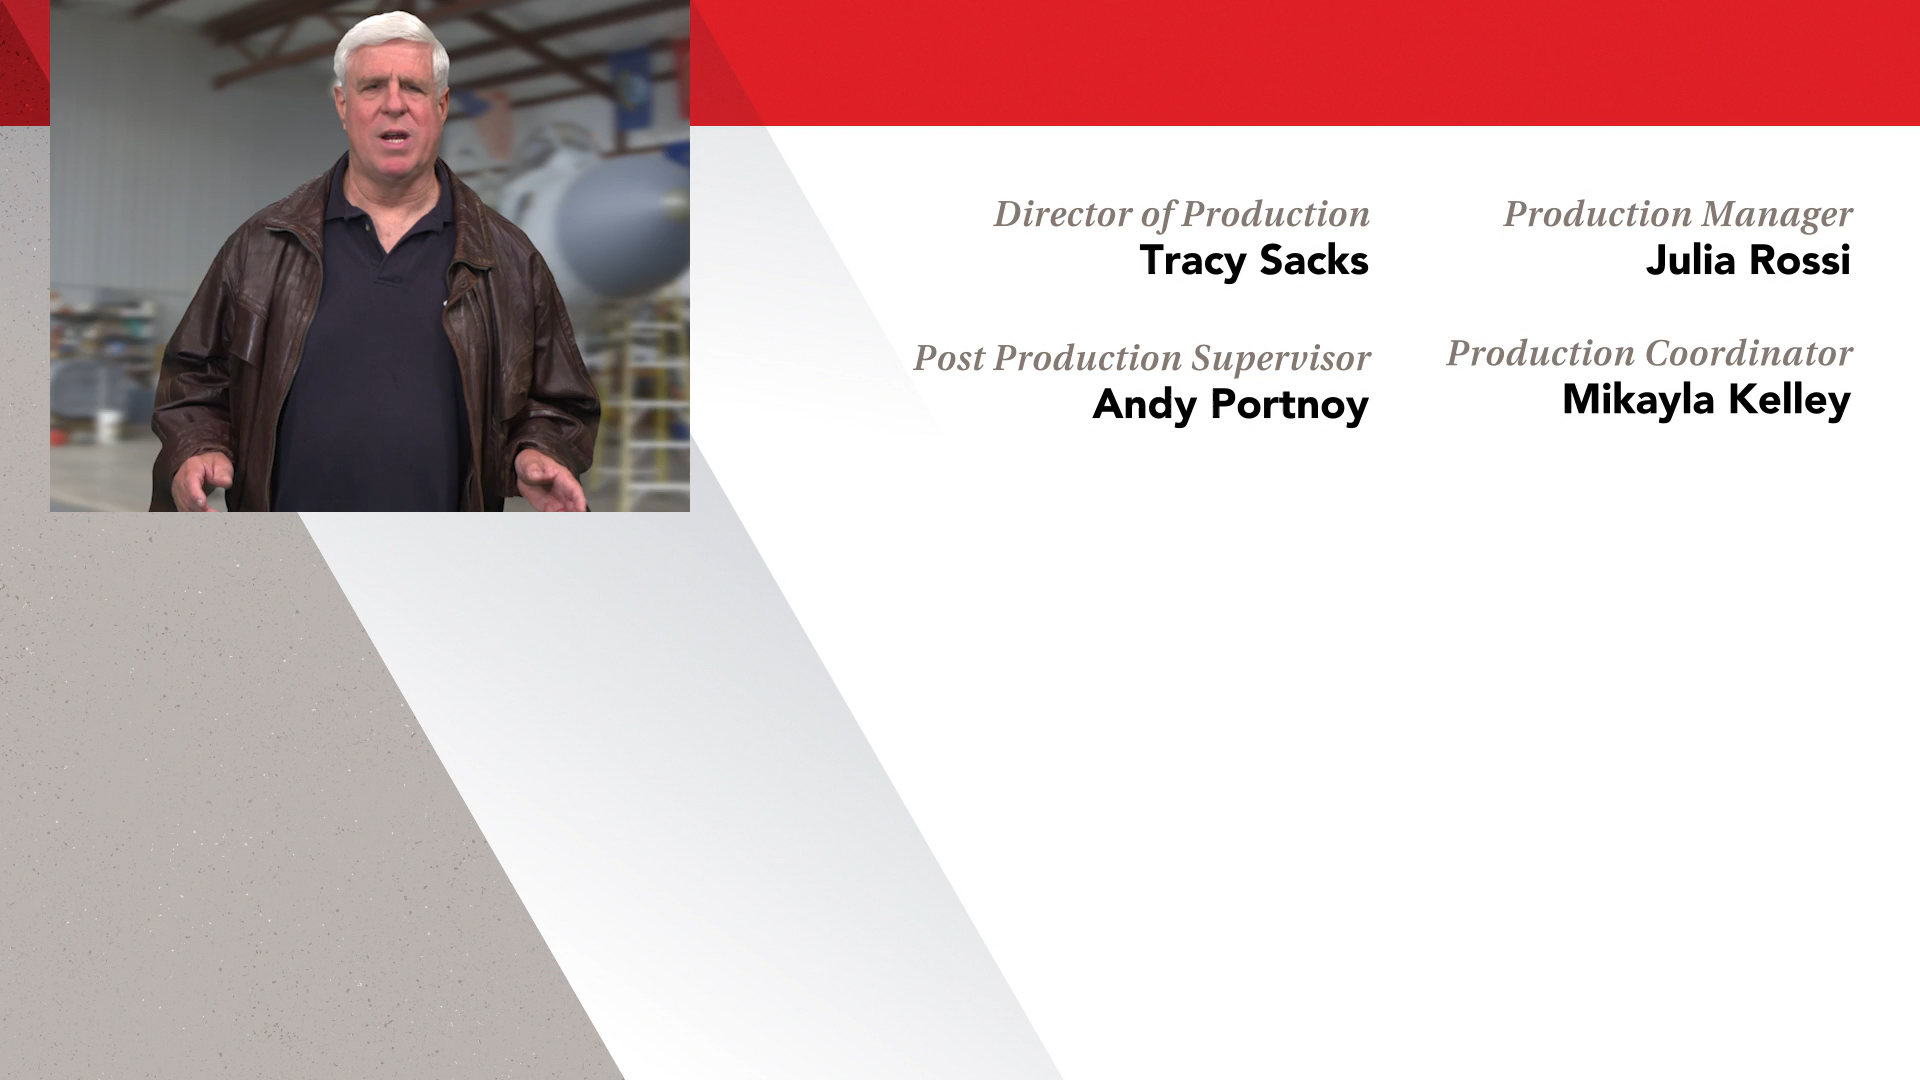 Director of Production
Tracy Sacks
Post Production Supervisor
Andy Portnoy
Production Manager
Julia Rossi
Production Coordinator
Mikayla Kelley